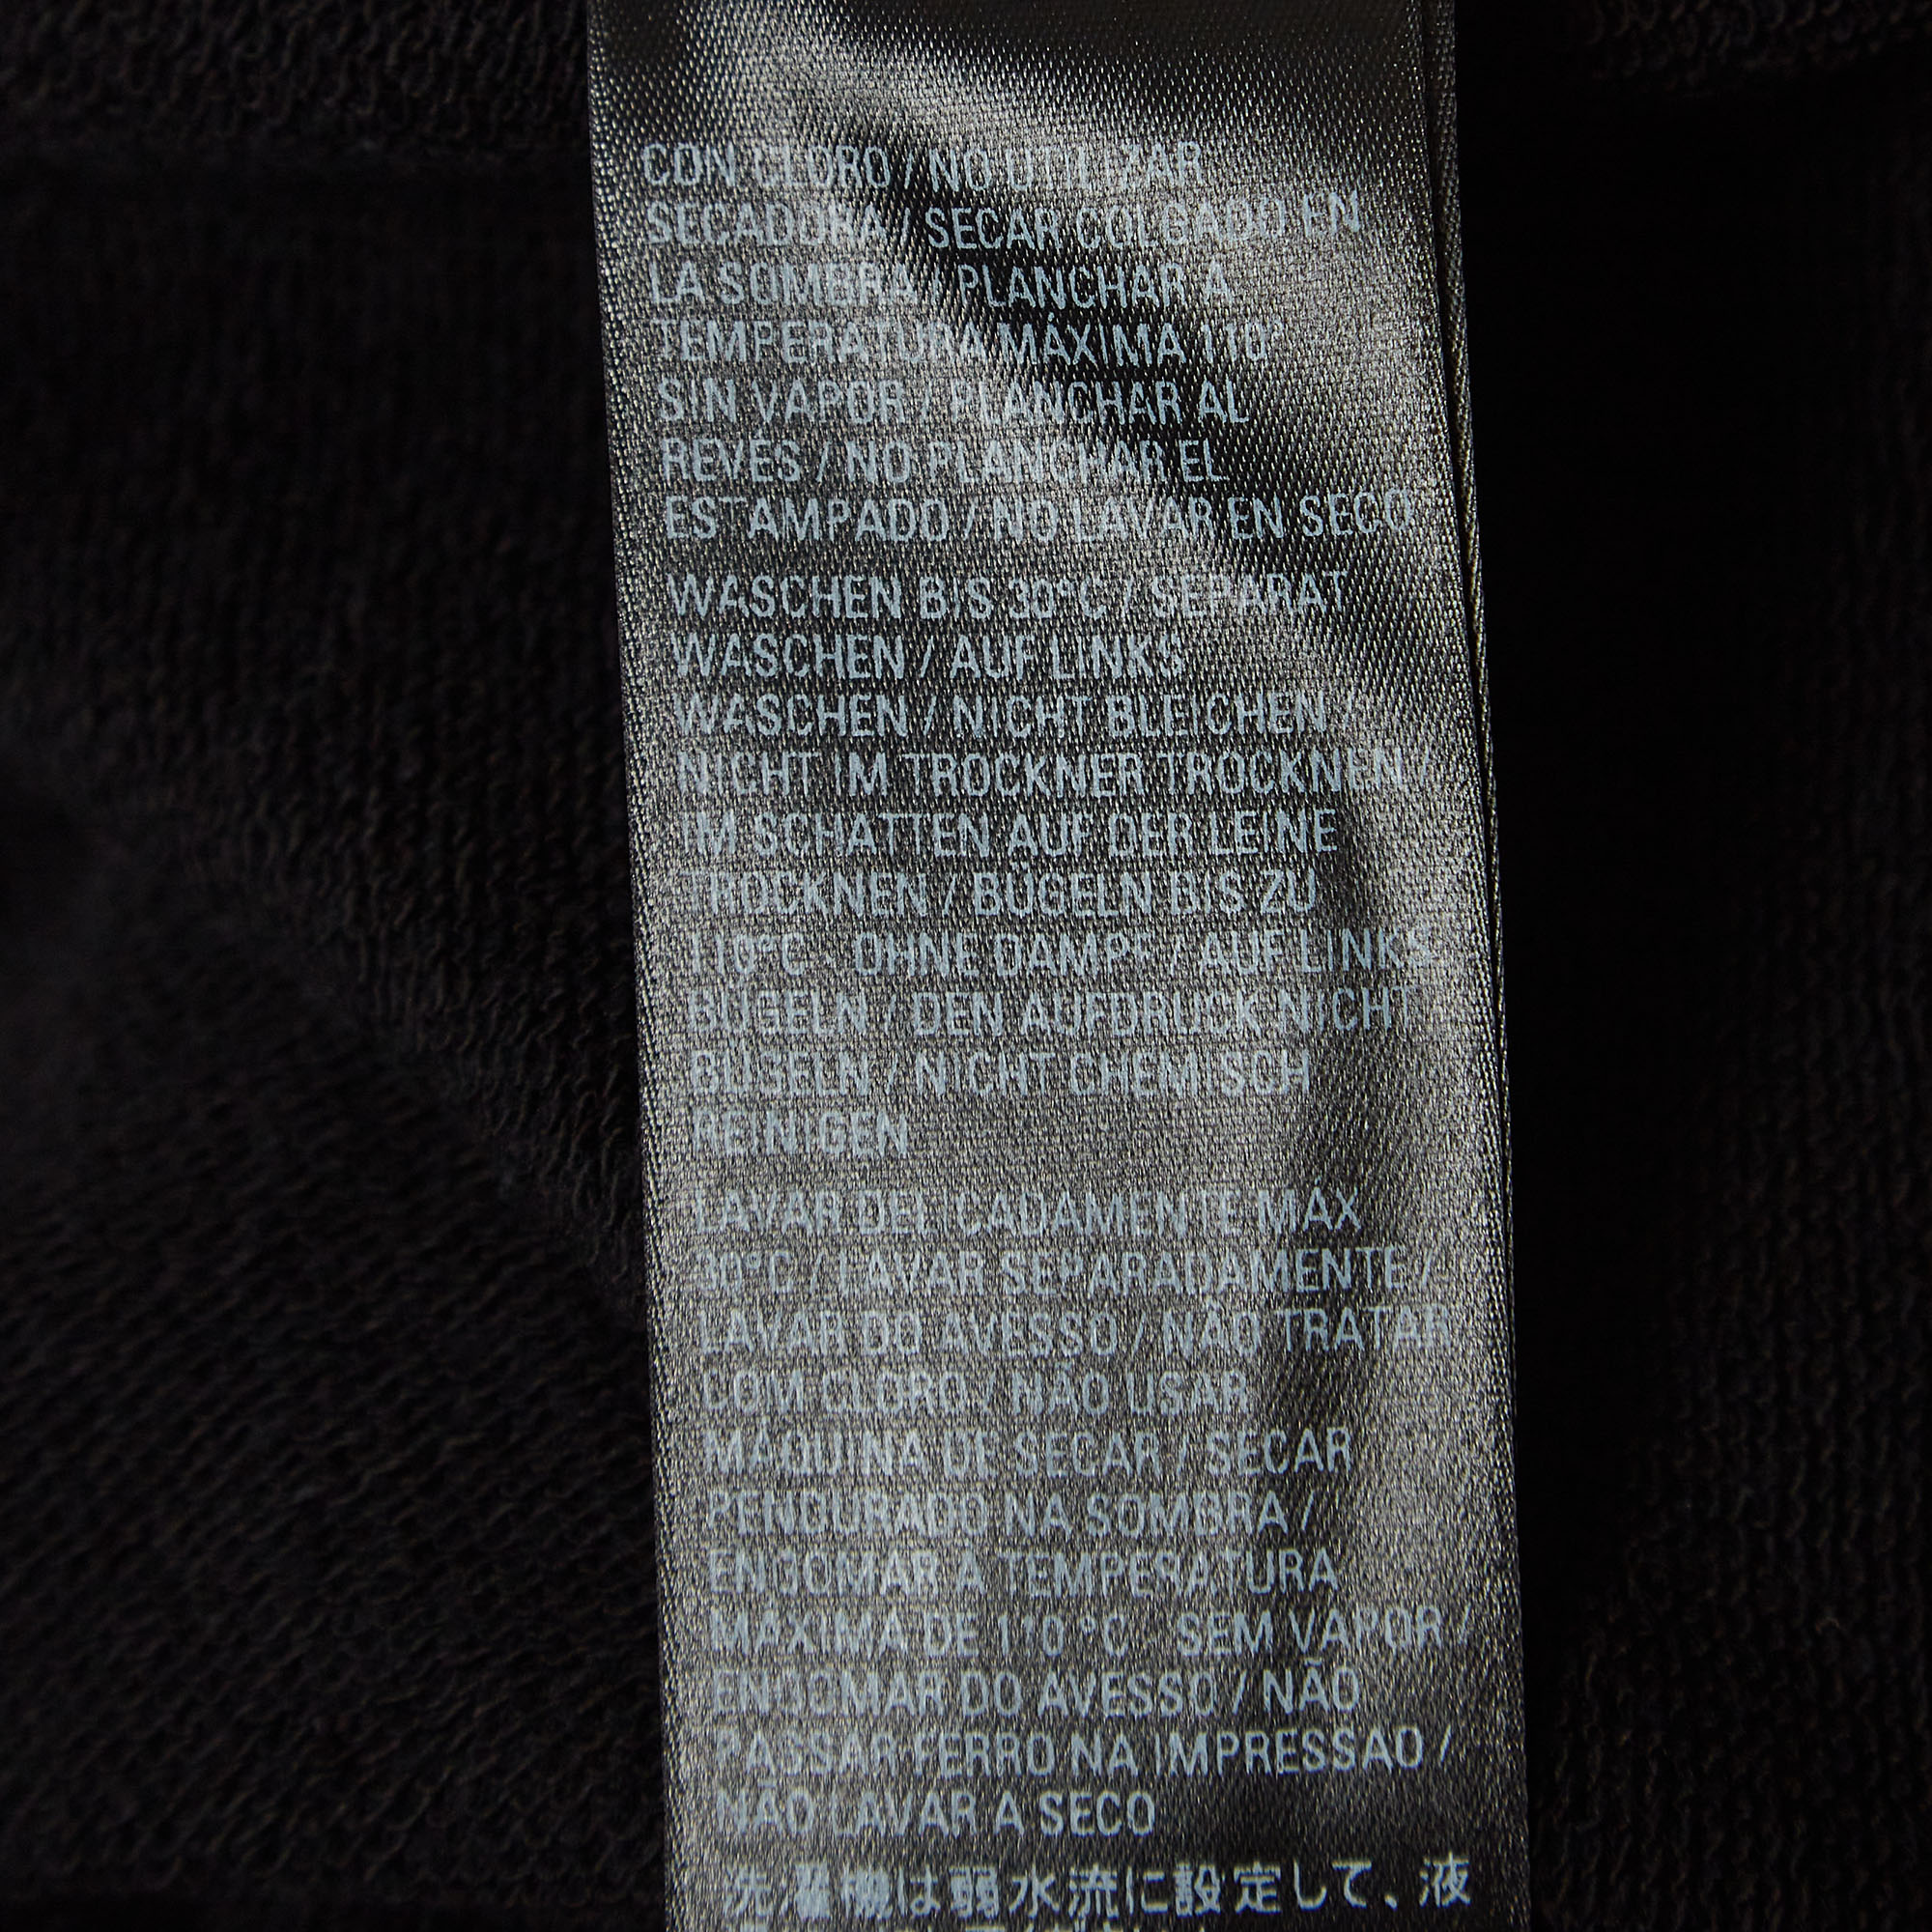 CON CLORO / NO UTILIZAR
SECADORA / SECAR COLGADO EN
LA SOMBRA / PLANCHAR A
TEMPERATURA MÁXIMA 110°
SIN VAPOR / PLANCHAR AL
REVÉS / NO PLANCHAR EL
ESTAMPADO / NO LAVAR EN SECO
WASCHEN BIS 30°C / SEPARAT
WASCHEN / AUF LINKS
WASCHEN / NICHT BLEICHEN /
NICHT IM TROCKNER TROCKNEN /
IM SCHATTEN AUF DER LEINE
TROCKNEN / BÜGELN BIS ZU
110°C - OHNE DAMPF / AUF LINKS
BÜGELN / DEN AUFDRUCK NICHT
BÜGELN / NICHT CHEMISCH
REINIGEN
LAVAR DELICADAMENTE MÁX
30°C / LAVAR SEPARADAMENTE /
LAVAR DO AVESSO / NÃO TRATAR
COM CLORO / NÃO USAR
MÁQUINA DE SECAR / SECAR
PENDURADO NA SOMBRA /
ENGOMAR À TEMPERATURA
MÁXIMA DE 110 °C - SEM VAPOR /
ENGOMAR DO AVESSO / NÃO
PASSAR FERRO NA IMPRESSÃO /
NÃO LAVAR A SECO
洗濯機は弱水流に設定して、液